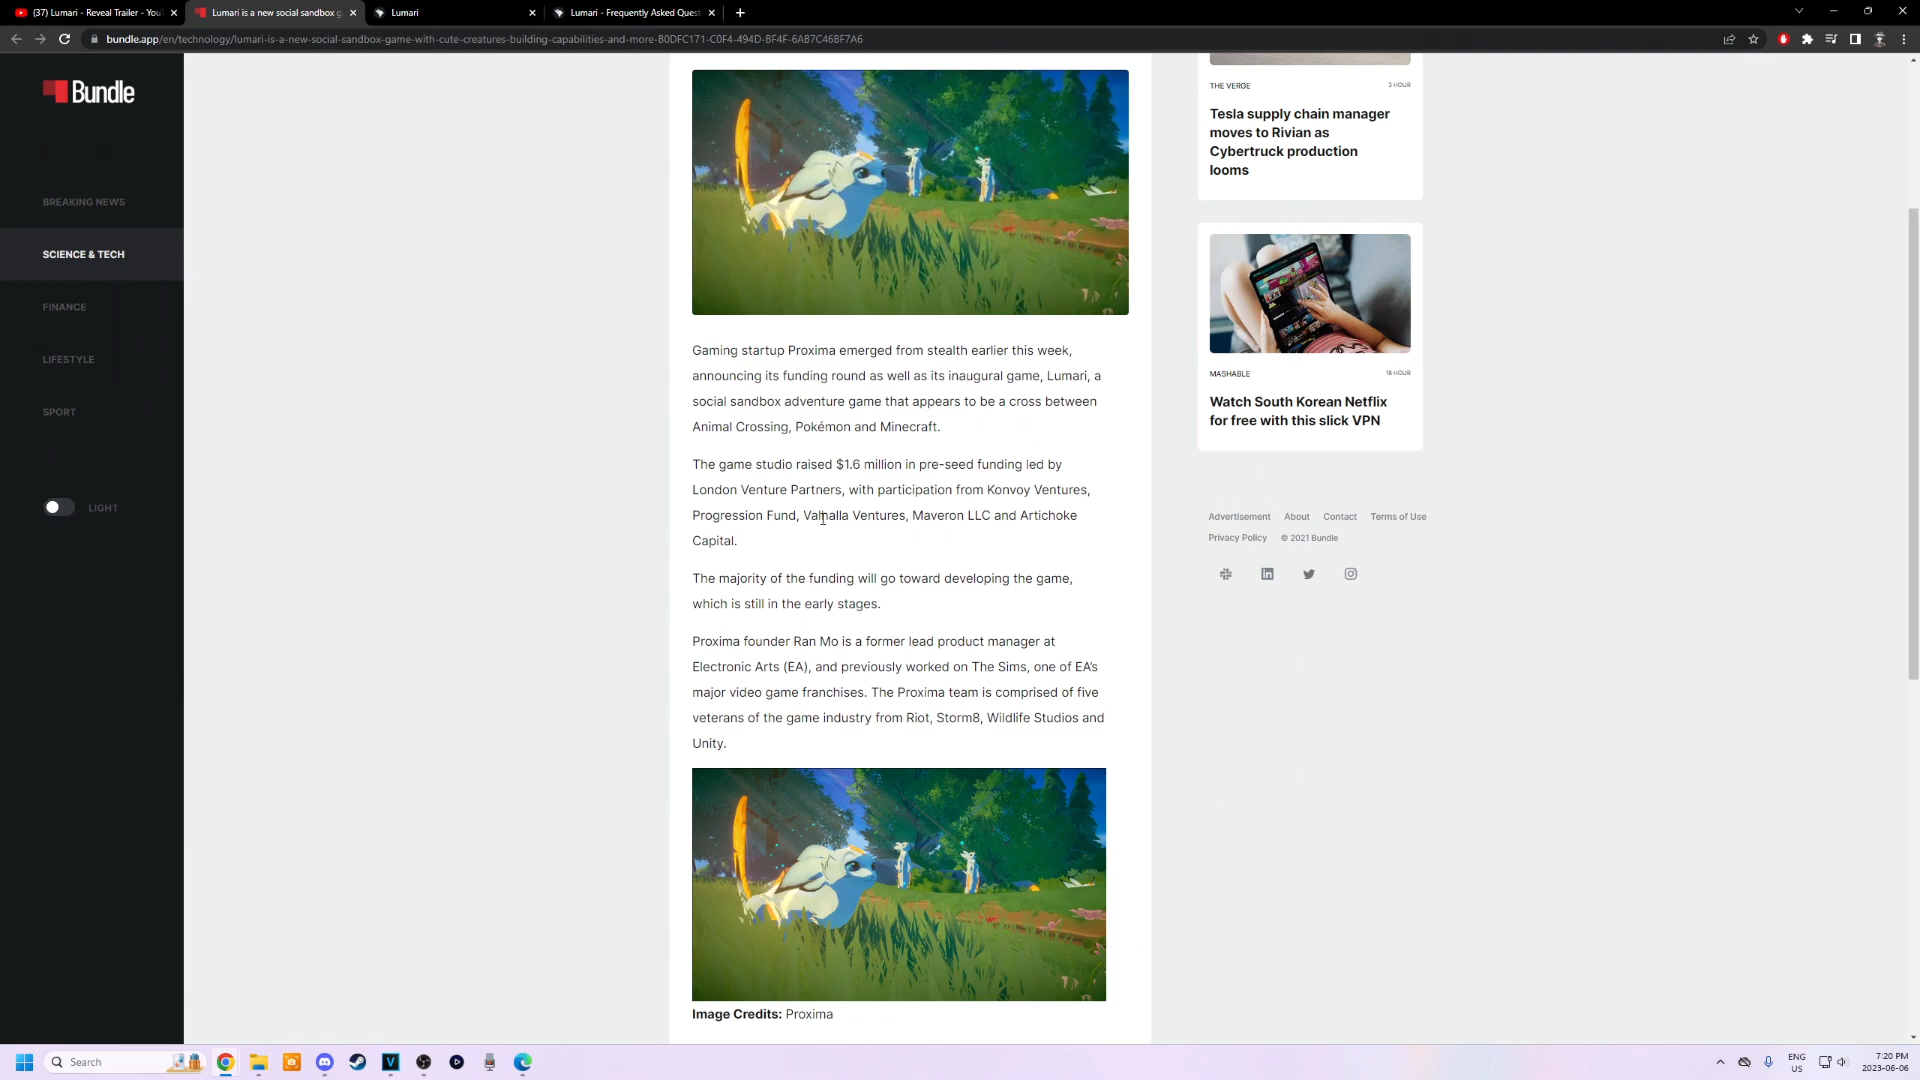 (37) Lumari - Reveal Trailer - You
Lumari is a new social sandbox g
Lumari
Lumari - Frequently Asked Quest
bundle.app/en/technology/lumari-is-a-new-social-sandbox-game-with-cute-creatures-building-capabilities-and-more-B0DFC171-C0F4-494D-BF4F-6AB7C46BF7A6
Bundle
BREAKING NEWS
SCIENCE & TECH
FINANCE
LIFESTYLE
SPORT
LIGHT
Gaming startup Proxima emerged from stealth earlier this week,
announcing its funding round as well as its inaugural game, Lumari, a
social sandbox adventure game that appears to be a cross between
Animal Crossing, Pokémon and Minecraft.
The game studio raised $1.6 million in pre-seed funding led by
London Venture Partners, with participation from Konvoy Ventures,
Progression Fund, Valhalla Ventures, Maveron LLC and Artichoke
Capital.
The majority of the funding will go toward developing the game,
which is still in the early stages.
Proxima founder Ran Mo is a former lead product manager at
Electronic Arts (EA), and previously worked on The Sims, one of EA's
major video game franchises. The Proxima team is comprised of five
veterans of the game industry from Riot, Storm8, Wildlife Studios and
Unity.
Image Credits: Proxima
THE VERGE
3 HOUR
Tesla supply chain manager
moves to Rivian as
Cybertruck production
looms
MASHABLE
18 HOUR
Watch South Korean Netflix
for free with this slick VPN
Advertisement About Contact Terms of Use
Privacy Policy © 2021 Bundle
Search
ENG
US
7:20 PM
2023-06-06